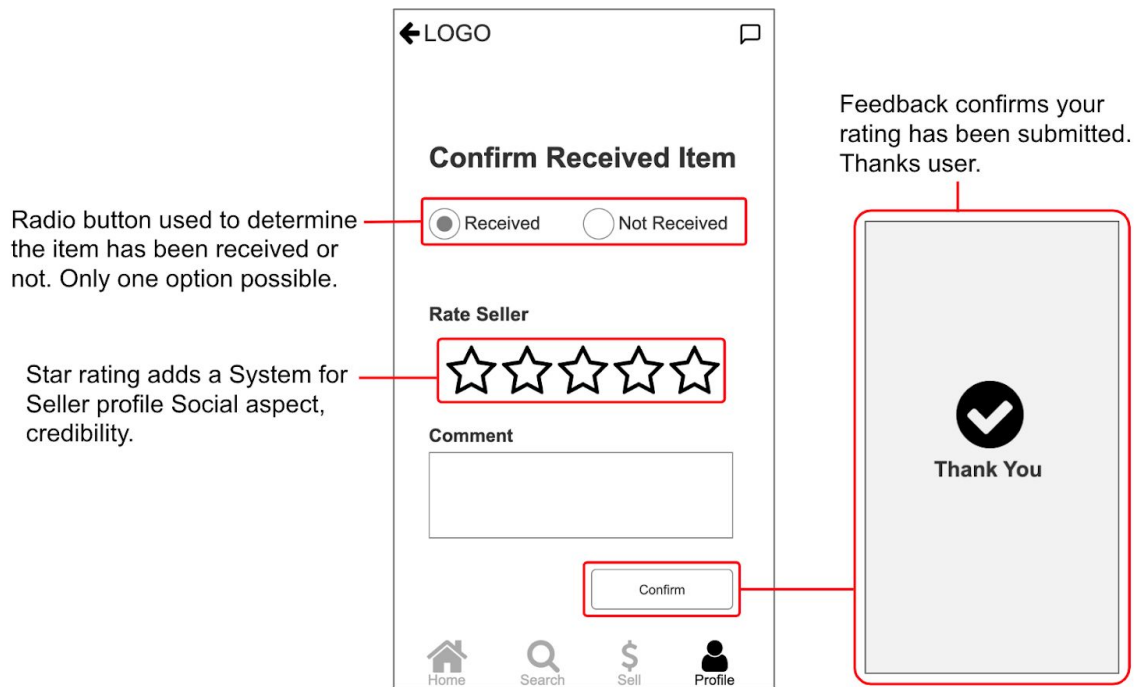 LOGO
Confirm Received Item
Received
Not Received
Rate Seller
Comment
Confirm
Home
Search
$
Sell
Profile
Radio button used to determine
the item has been received or
not. Only one option possible.
Star rating adds a System for
Seller profile Social aspect,
credibility.
Feedback confirms your
rating has been submitted.
Thanks user.
Thank You